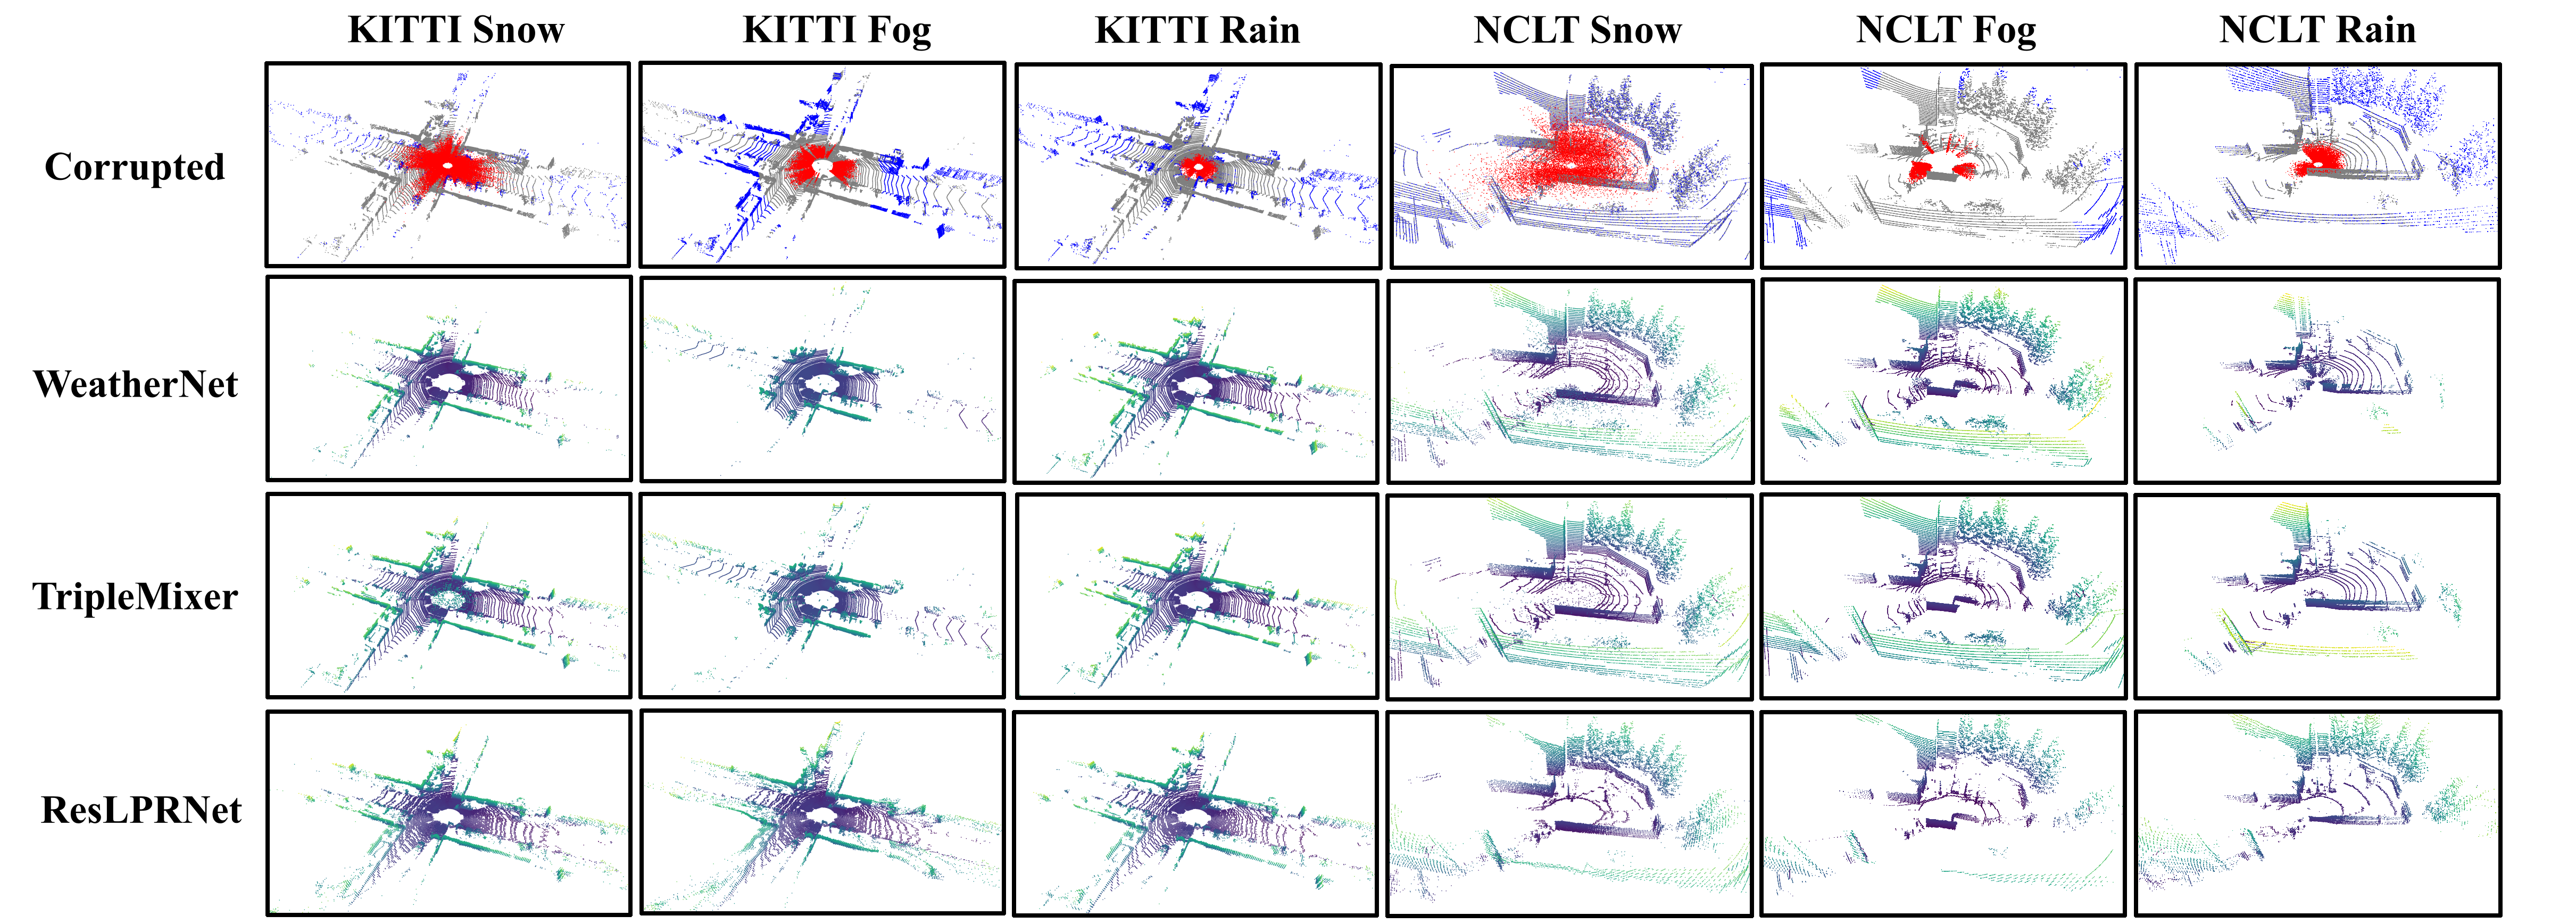 KITTI Snow KITTI Fog KITTI Rain NCLT Snow NCLT Fog NCLT Rain
Corrupted
WeatherNet
TripleMixer
ResLPRNet